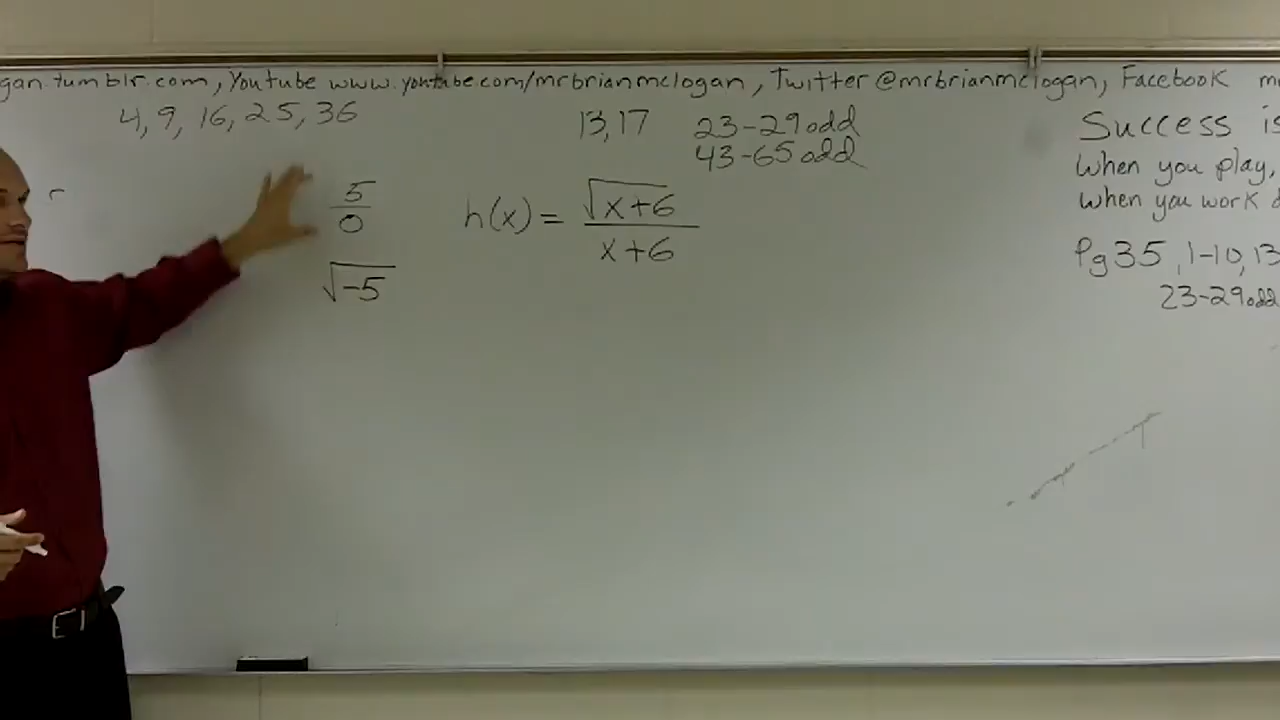 gan.tumblr.com, Youtube www.youtube.com/mrbrianmclogan, Twitter @mrbrianmclogan, Facebook
4, 9, 16, 25, 36
13, 17 23-29 odd
43-65 odd
5
0
√-5
h(x) = √x+6
x+6
Success is
When you play,
when you work
Pg 35, 1-10, 13
23-29 odd